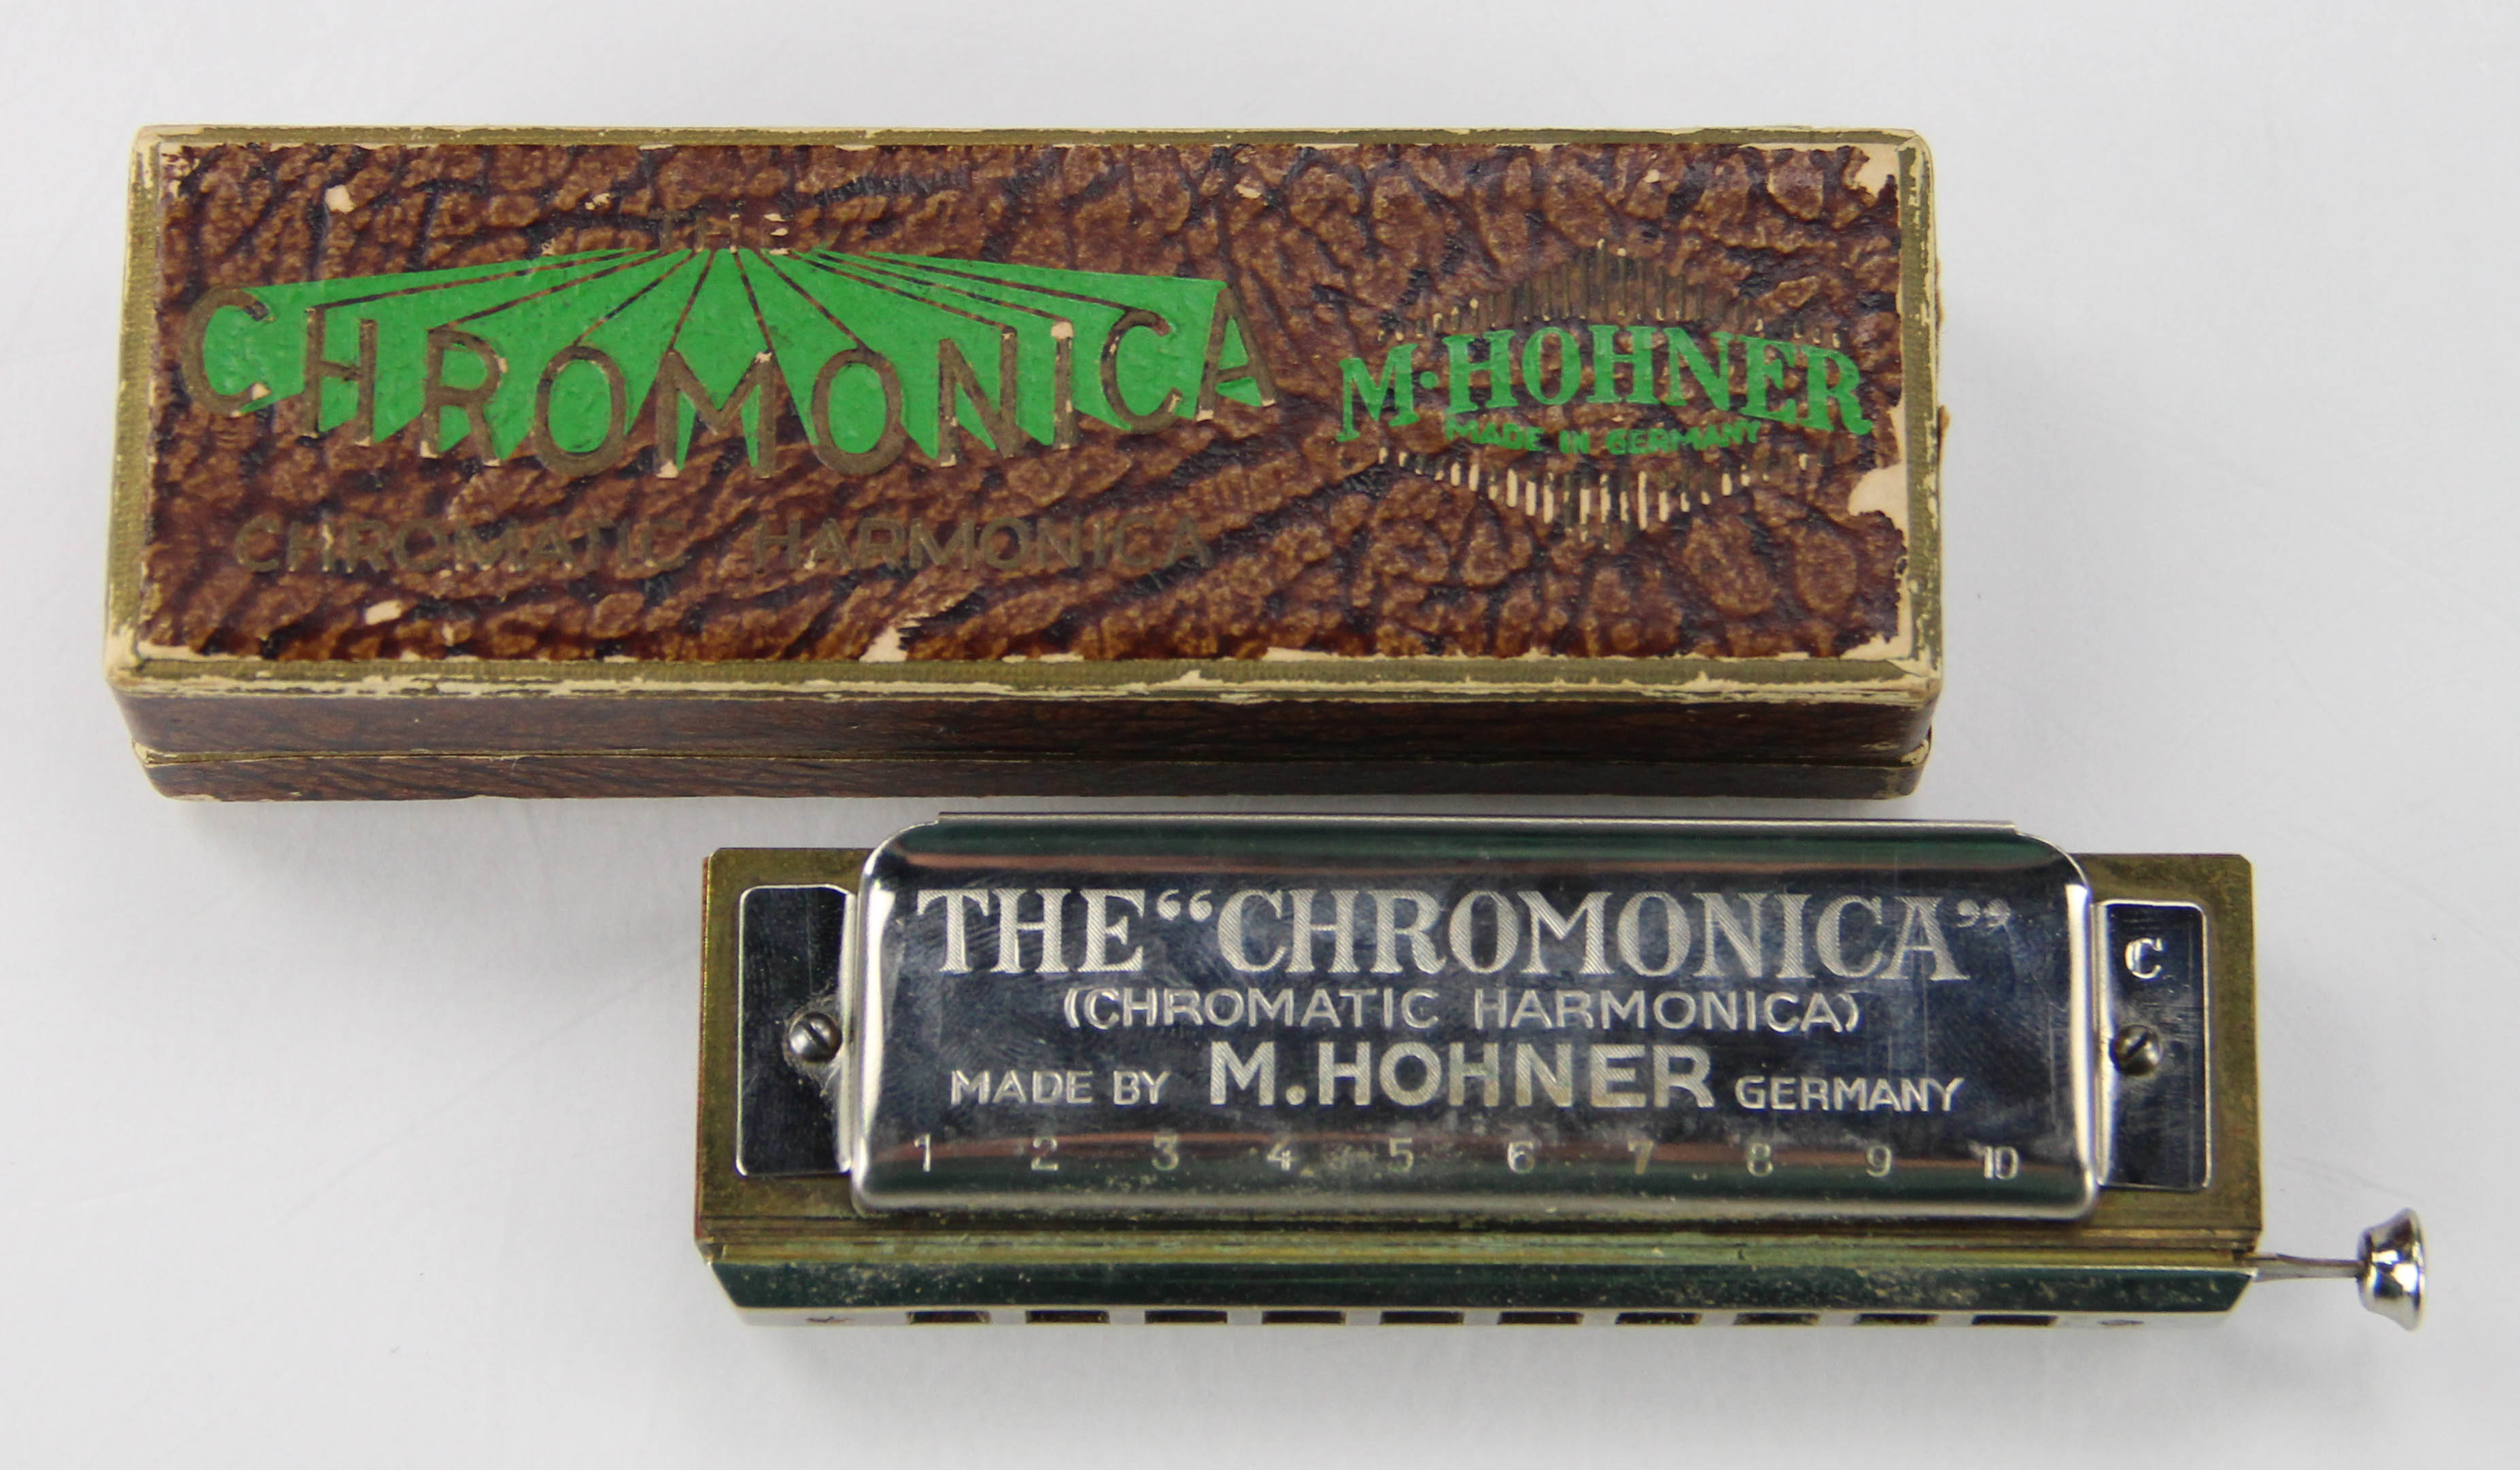 THE
CHROMONICA
CHROMATIC HARMONICA
M·HOHNER
MADE IN GERMANY
THE “CHROMONICA”
(CHROMATIC HARMONICA)
MADE BY M.HOHNER GERMANY
1 2 3 4 5 6 7 8 9 10
C